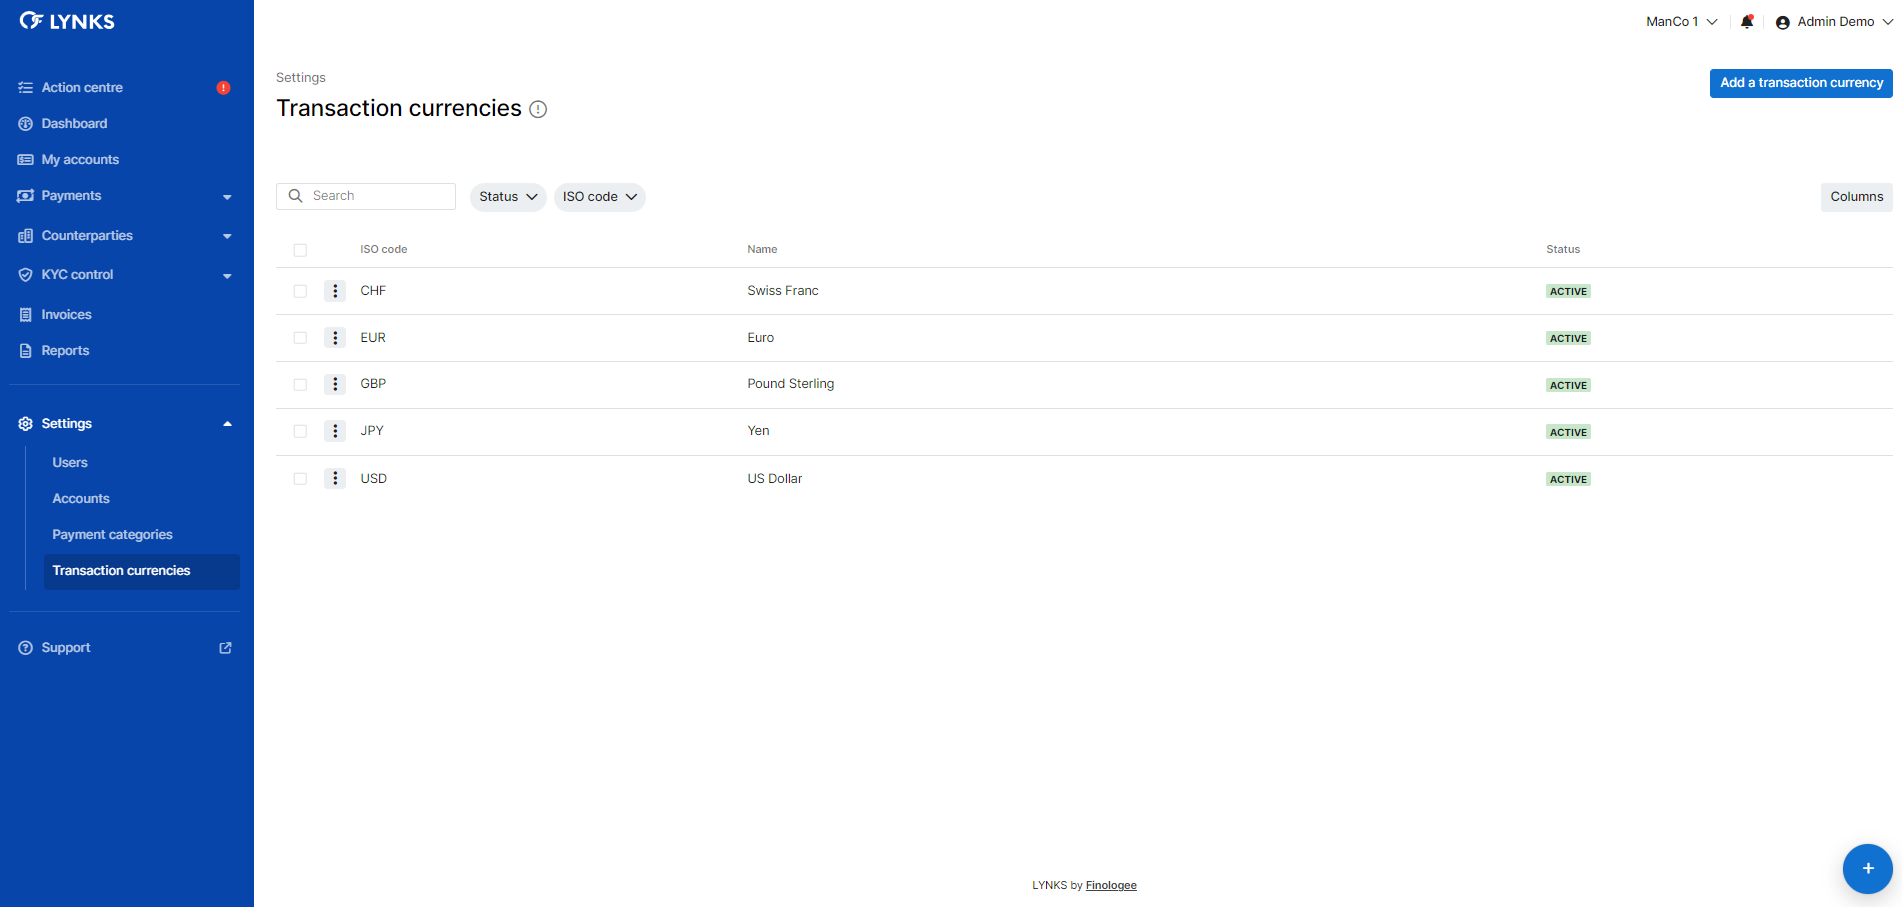 LYNKS
ManCo 1
Admin Demo
Action centre
Dashboard
My accounts
Payments
Counterparties
KYC control
Invoices
Reports
Settings
Users
Accounts
Payment categories
Transaction currencies
Support
Settings
Transaction currencies
Add a transaction currency
Search
Status
ISO code
Columns
ISO code Name Status
CHF Swiss Franc ACTIVE
EUR Euro ACTIVE
GBP Pound Sterling ACTIVE
JPY Yen ACTIVE
USD US Dollar ACTIVE
LYNKS by Finologee